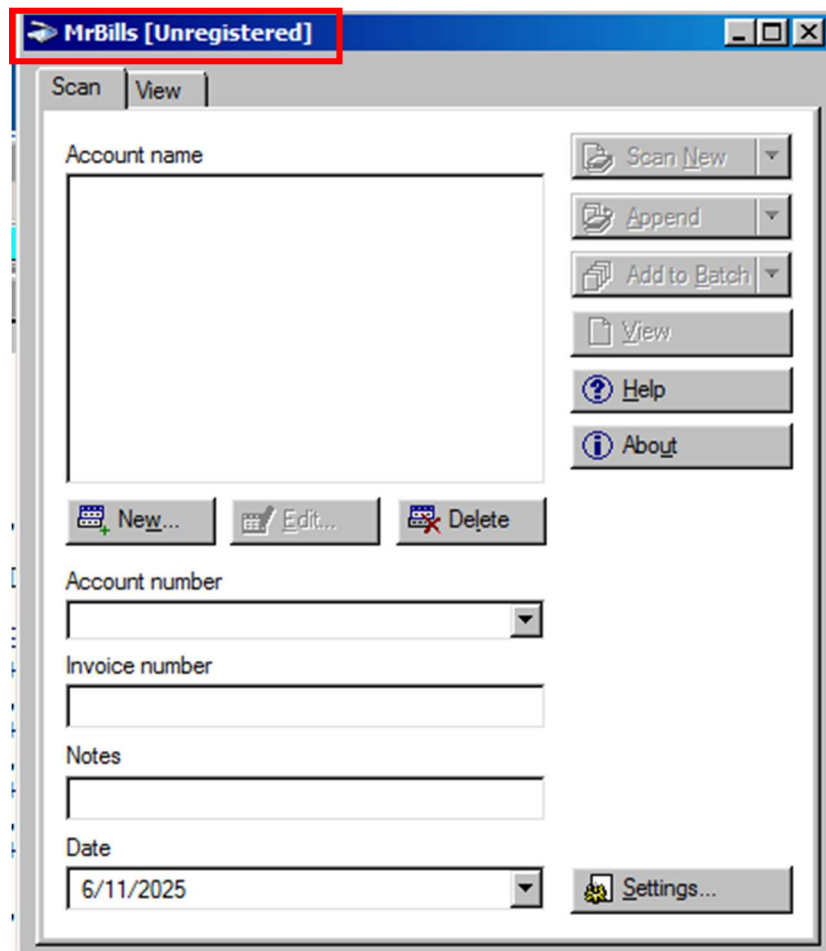 MrBills [Unregistered]
Scan View
Account name
Scan New
Append
Add to Batch
View
Help
About
New... Edit... Delete
Account number
Invoice number
Notes
Date
6/11/2025
Settings...